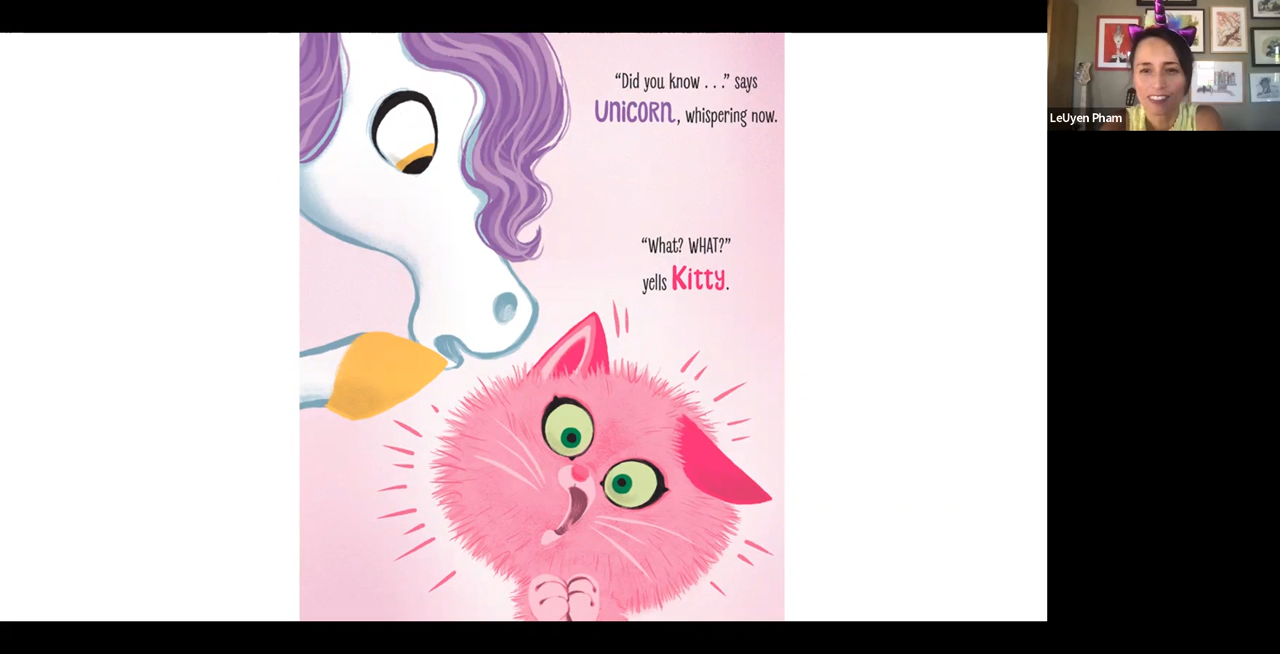 “Did you know . . .” says
UNICORN, whispering now.
“What? WHAT?”
yells Kitty.
LeUyen Pham